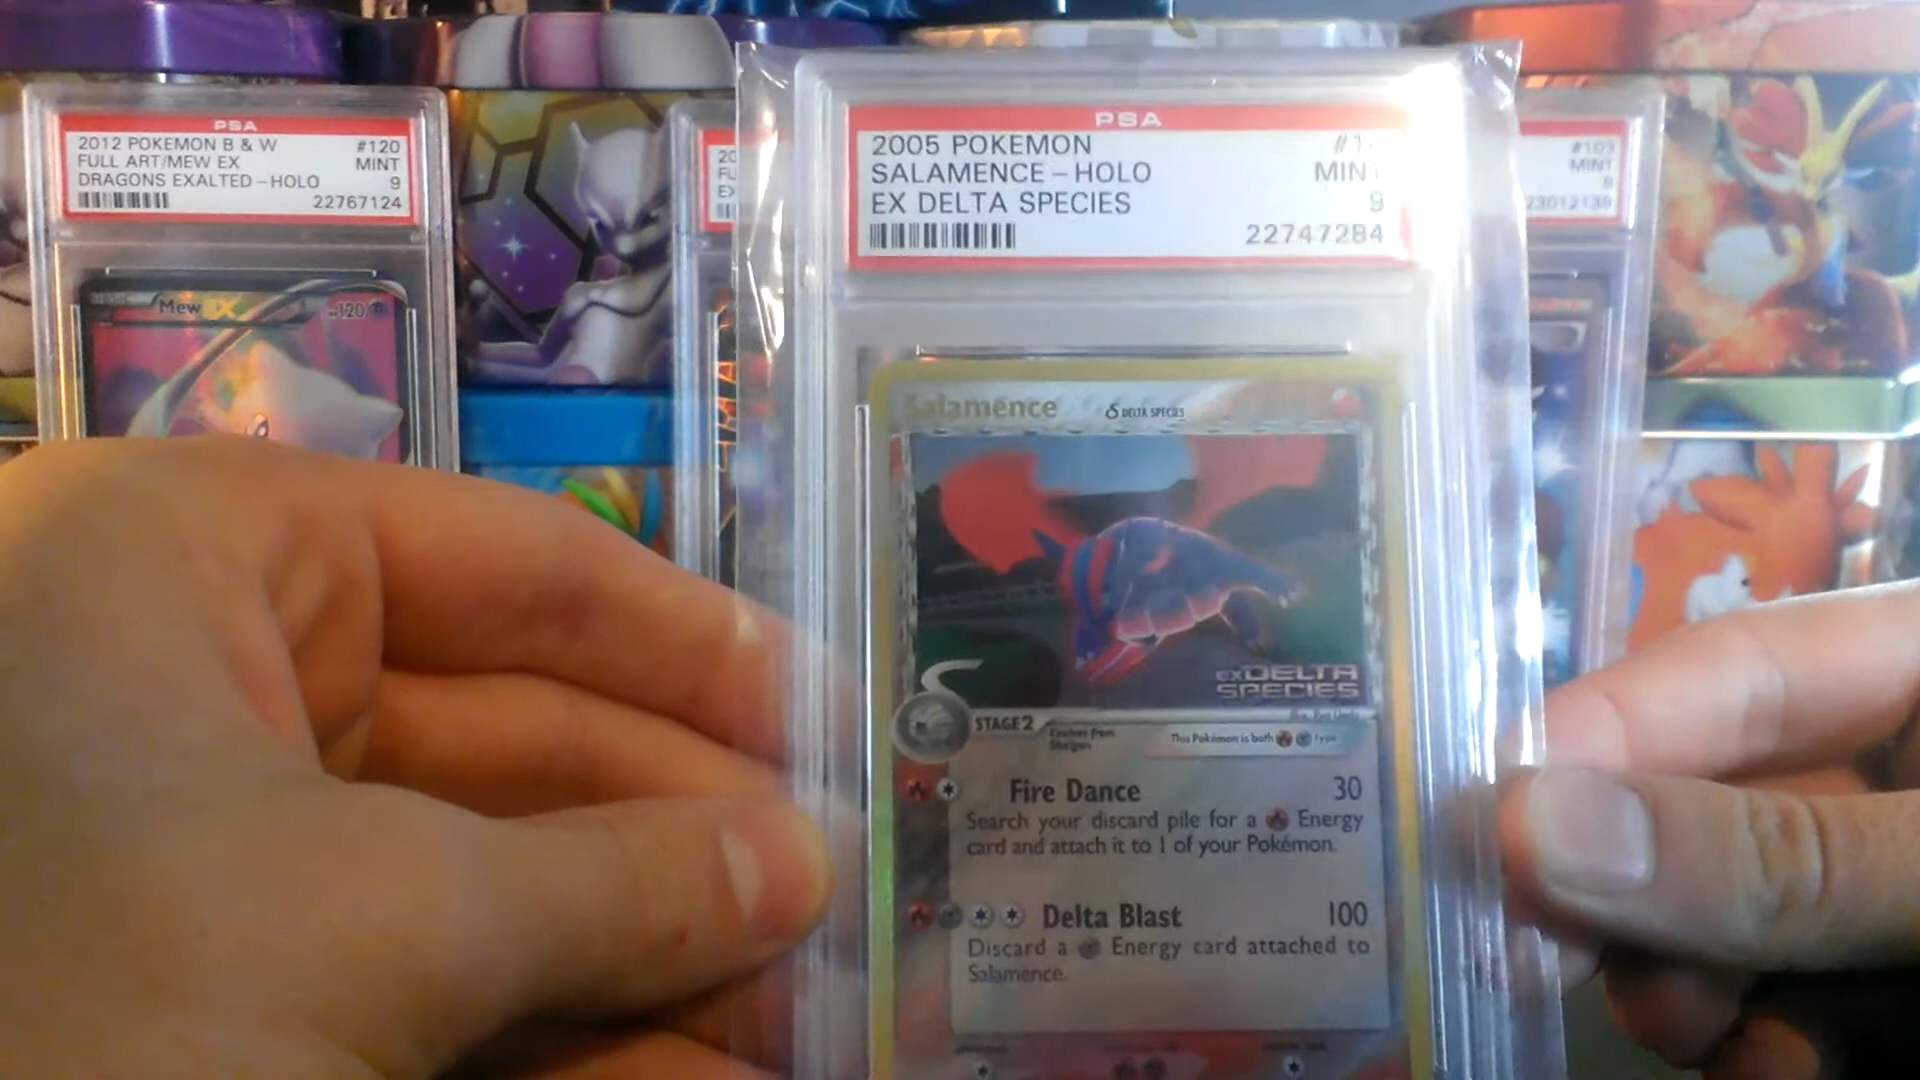 PSA
2012 POKEMON B & W #120
FULL ART/MEW EX MINT
DRAGONS EXALTED - HOLO 9
22767124
Mew EX 120
PSA
2005 POKEMON
SALAMENCE - HOLO MINT
EX DELTA SPECIES 9
22747284
#103
MINT
9
23012139
Salamence δ DELTA SPECIES
EX DELTA
SPECIES
STAGE 2
Evolves from
Shelgon
This Pokémon is both type.
Fire Dance 30
Search your discard pile for a Energy
card and attach it to 1 of your Pokémon.
Delta Blast 100
Discard a Energy card attached to
Salamence.